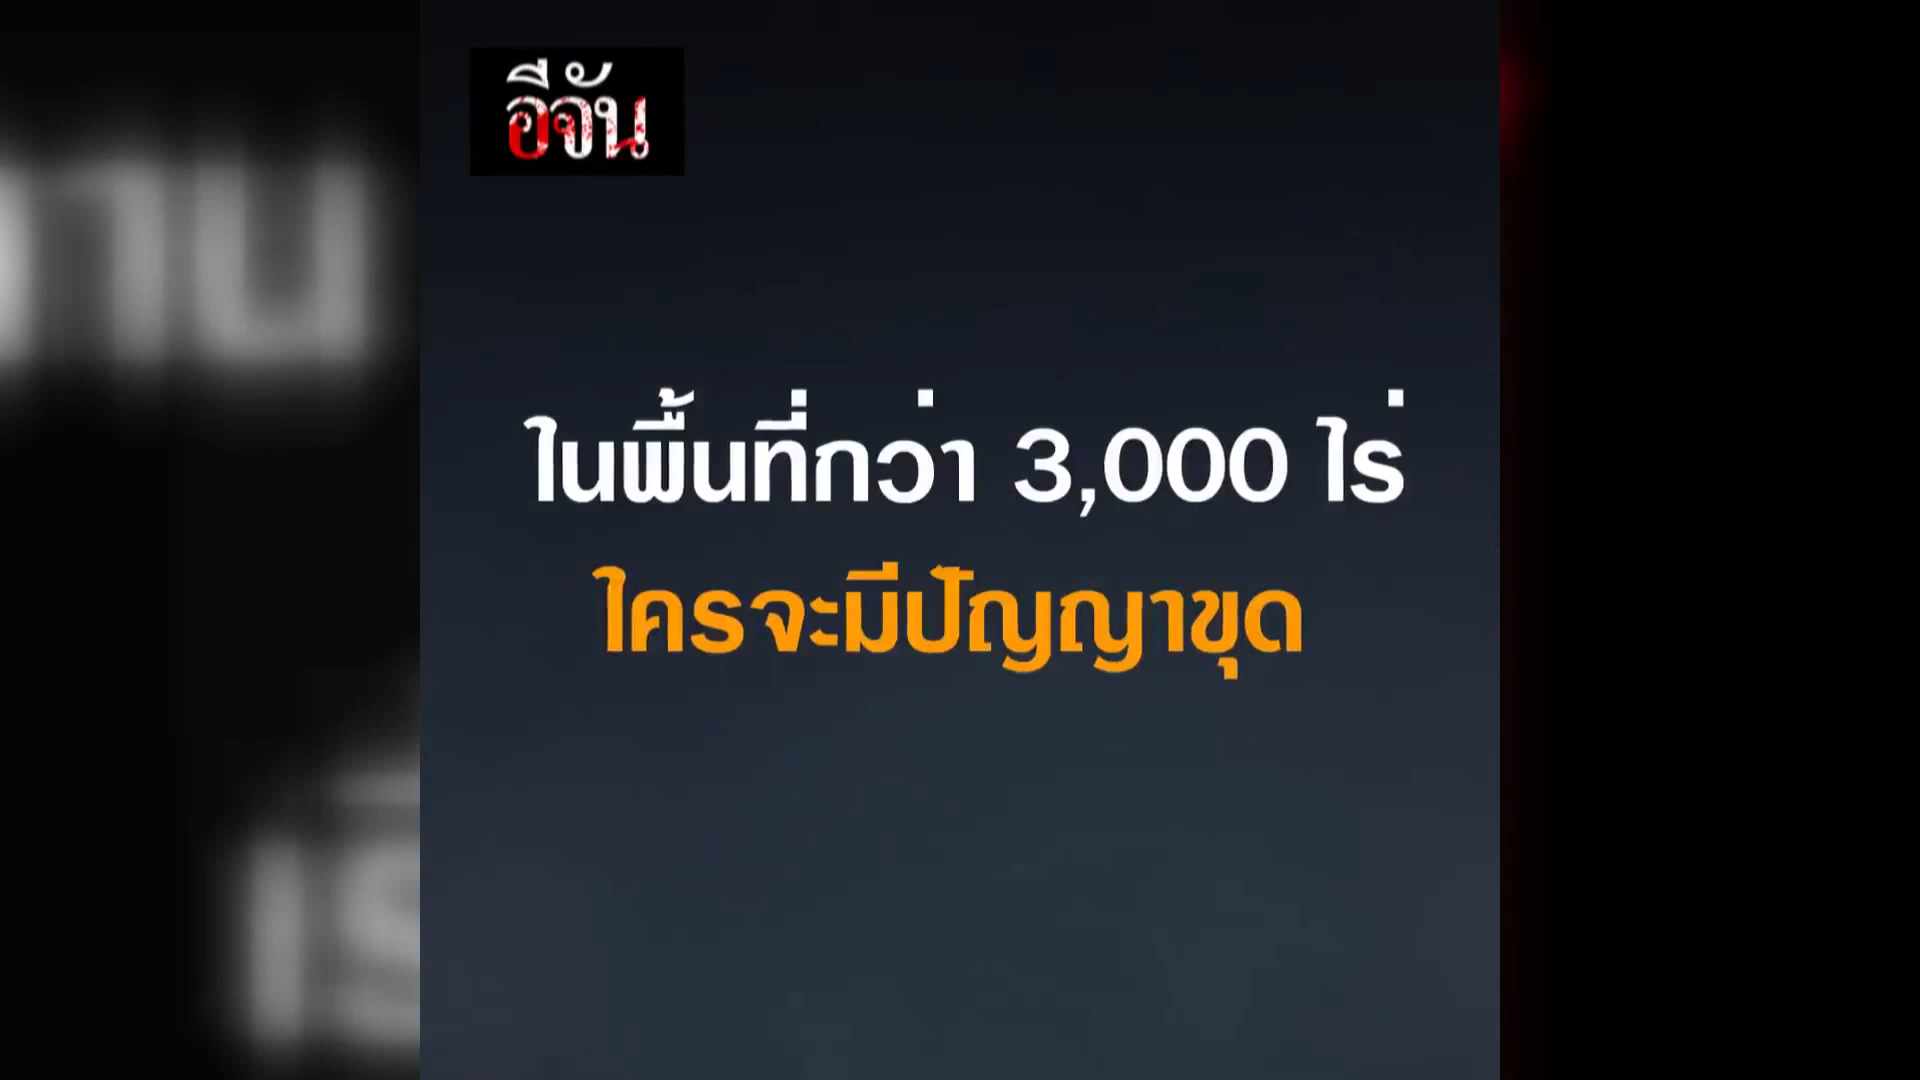 อีจัน
ในพื้นที่กว่า 3,000 ไร่
ใครจะมีปัญญาขุด